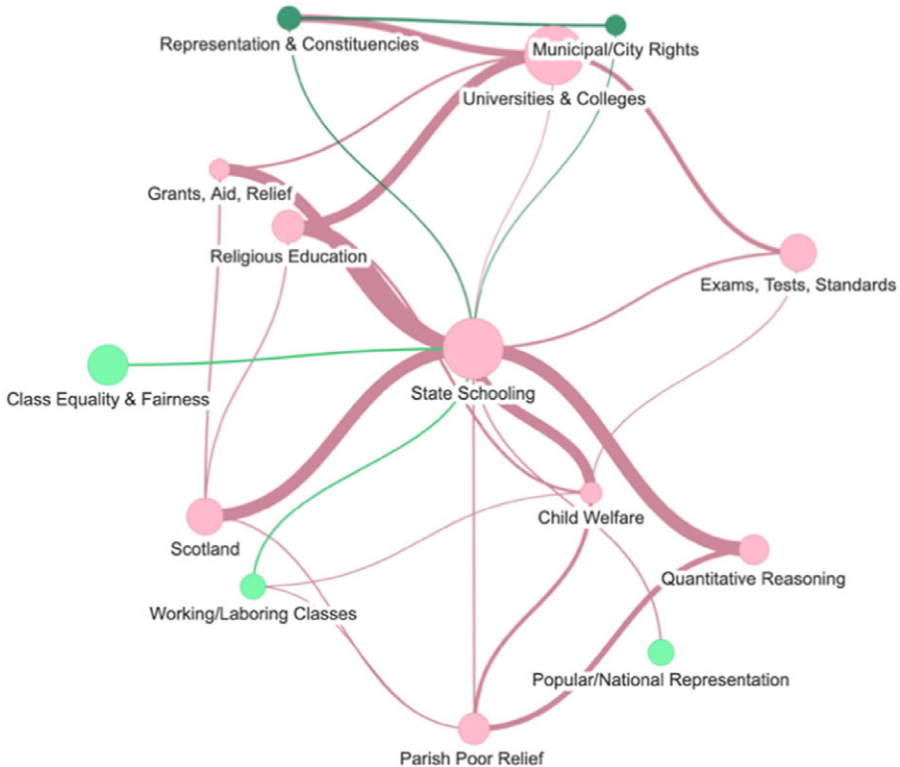 Representation & Constituencies
Municipal/City Rights
Universities & Colleges
Grants, Aid, Relief
Religious Education
Exams, Tests, Standards
State Schooling
Class Equality & Fairness
Child Welfare
Scotland
Quantitative Reasoning
Working/Laboring Classes
Popular/National Representation
Parish Poor Relief